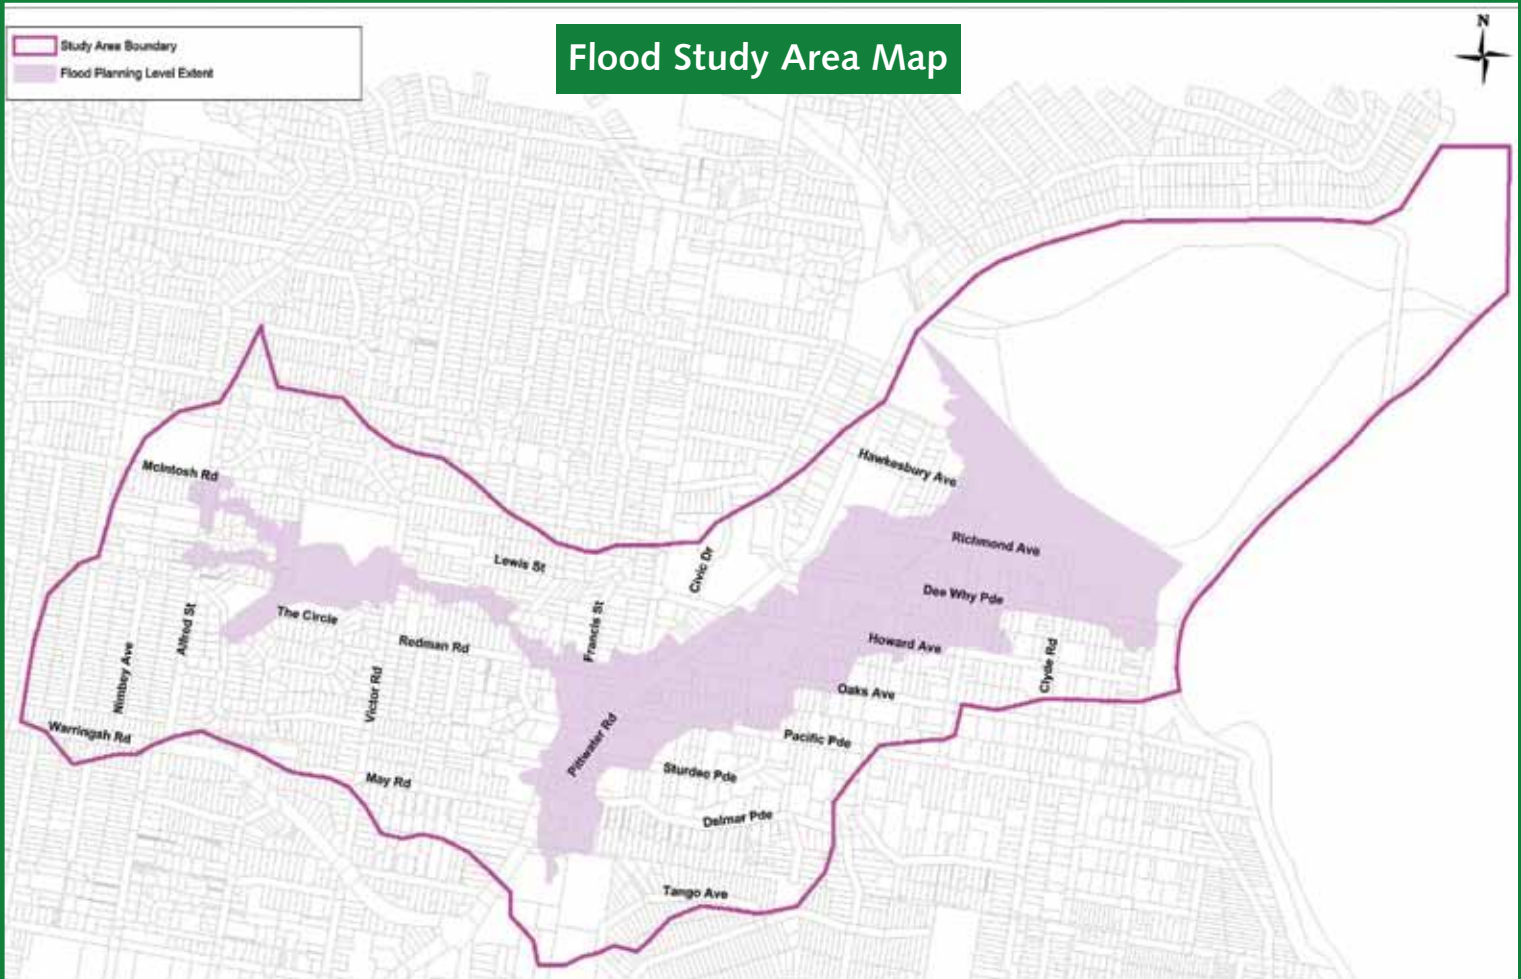 Flood Study Area Map
N
Study Area Boundary
Flood Planning Level Extent
McIntosh Rd
Hawkesbury Ave
Richmond Ave
Lewis St
Civic Dr
Dee Why Pde
The Circle
Alfred St
Francis St
Redman Rd
Howard Ave
Clyde Rd
Nimbey Ave
Victor Rd
Oaks Ave
Warringah Rd
Pittwater Rd
Pacific Pde
May Rd
Sturdee Pde
Delmar Pde
Tango Ave